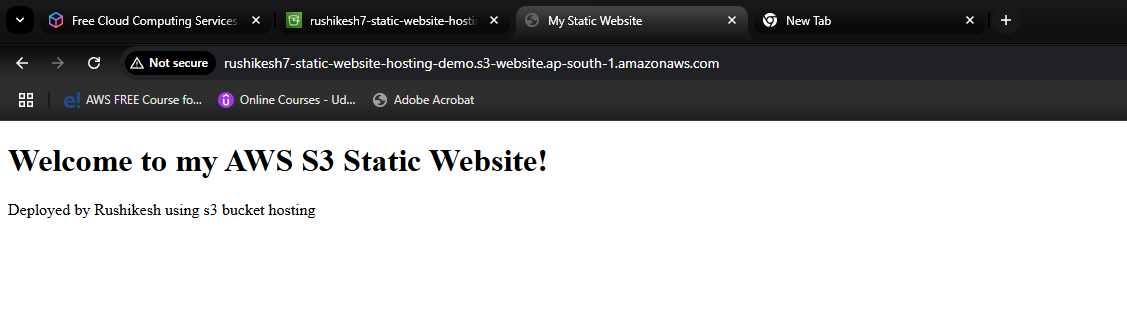 Free Cloud Computing Services
rushikesh7-static-website-hosti
My Static Website
New Tab
Not secure
rushikesh7-static-website-hosting-demo.s3-website.ap-south-1.amazonaws.com
AWS FREE Course fo...
Online Courses - Ud...
Adobe Acrobat
Welcome to my AWS S3 Static Website!
Deployed by Rushikesh using s3 bucket hosting